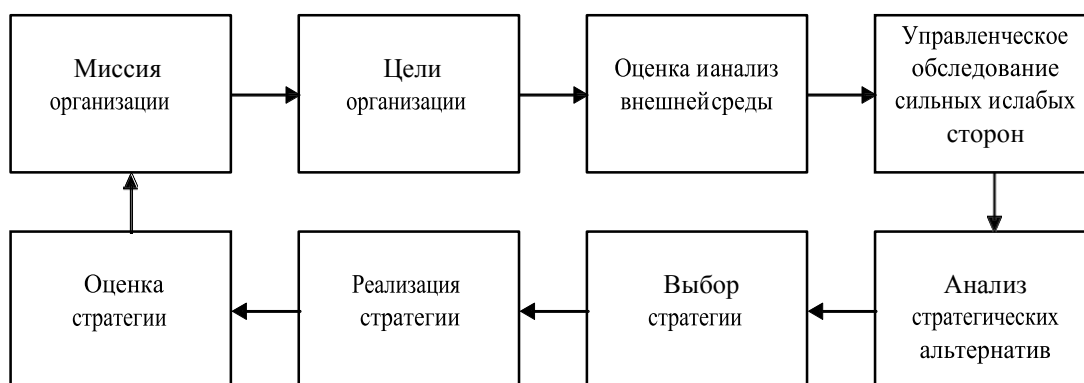 Миссия
организации
Цели
организации
Оценка ианализ
внешнейсреды
Управленческое
обследование
сильных ислабых
сторон
Оценка
стратегии
Реализация
стратегии
Выбор
стратегии
Анализ
стратегических
альтернатив